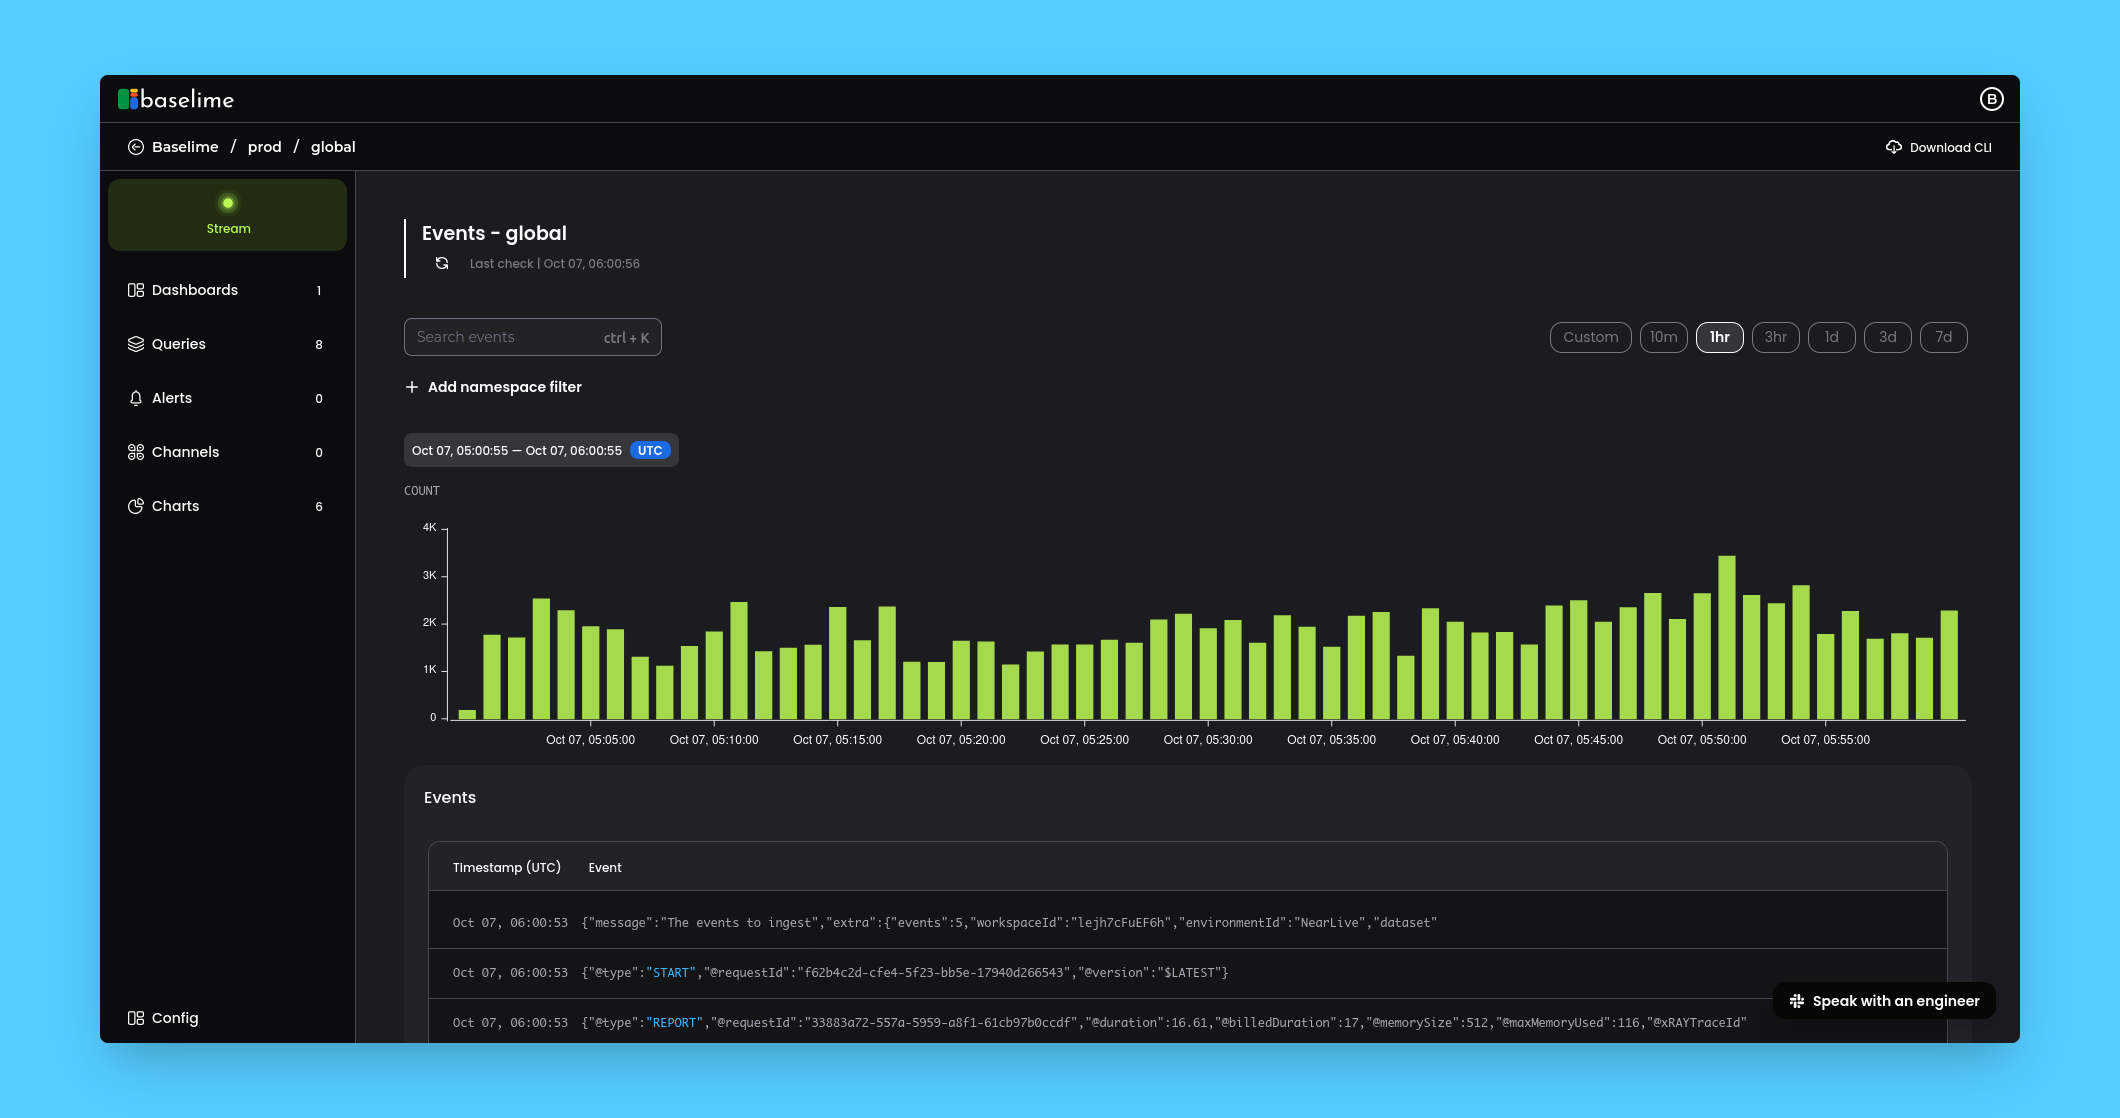 baselime
B
Baselime / prod / global
Download CLI
Stream
Dashboards 1
Queries 8
Alerts 0
Channels 0
Charts 6
Config
Events - global
Last check | Oct 07, 06:00:56
Search events ctrl + K
Custom 10m 1hr 3hr 1d 3d 7d
Add namespace filter
Oct 07, 05:00:55 — Oct 07, 06:00:55 UTC
COUNT
4K
3K
2K
1K
0
Oct 07, 05:05:00 Oct 07, 05:10:00 Oct 07, 05:15:00 Oct 07, 05:20:00 Oct 07, 05:25:00 Oct 07, 05:30:00 Oct 07, 05:35:00 Oct 07, 05:40:00 Oct 07, 05:45:00 Oct 07, 05:50:00 Oct 07, 05:55:00
Events
Timestamp (UTC) Event
Oct 07, 06:00:53 {"message":"The events to ingest","extra":{"events":5,"workspaceId":"lejh7cFuEF6h","environmentId":"NearLive","dataset"
Oct 07, 06:00:53 {"@type":"START","@requestId":"f62b4c2d-cfe4-5f23-bb5e-17940d266543","@version":"$LATEST"}
Oct 07, 06:00:53 {"@type":"REPORT","@requestId":"33883a72-557a-5959-a8f1-61cb97b0ccdf","@duration":16.61,"@billedDuration":17,"@memorySize":512,"@maxMemoryUsed":116,"@xRAYTraceId"
Speak with an engineer